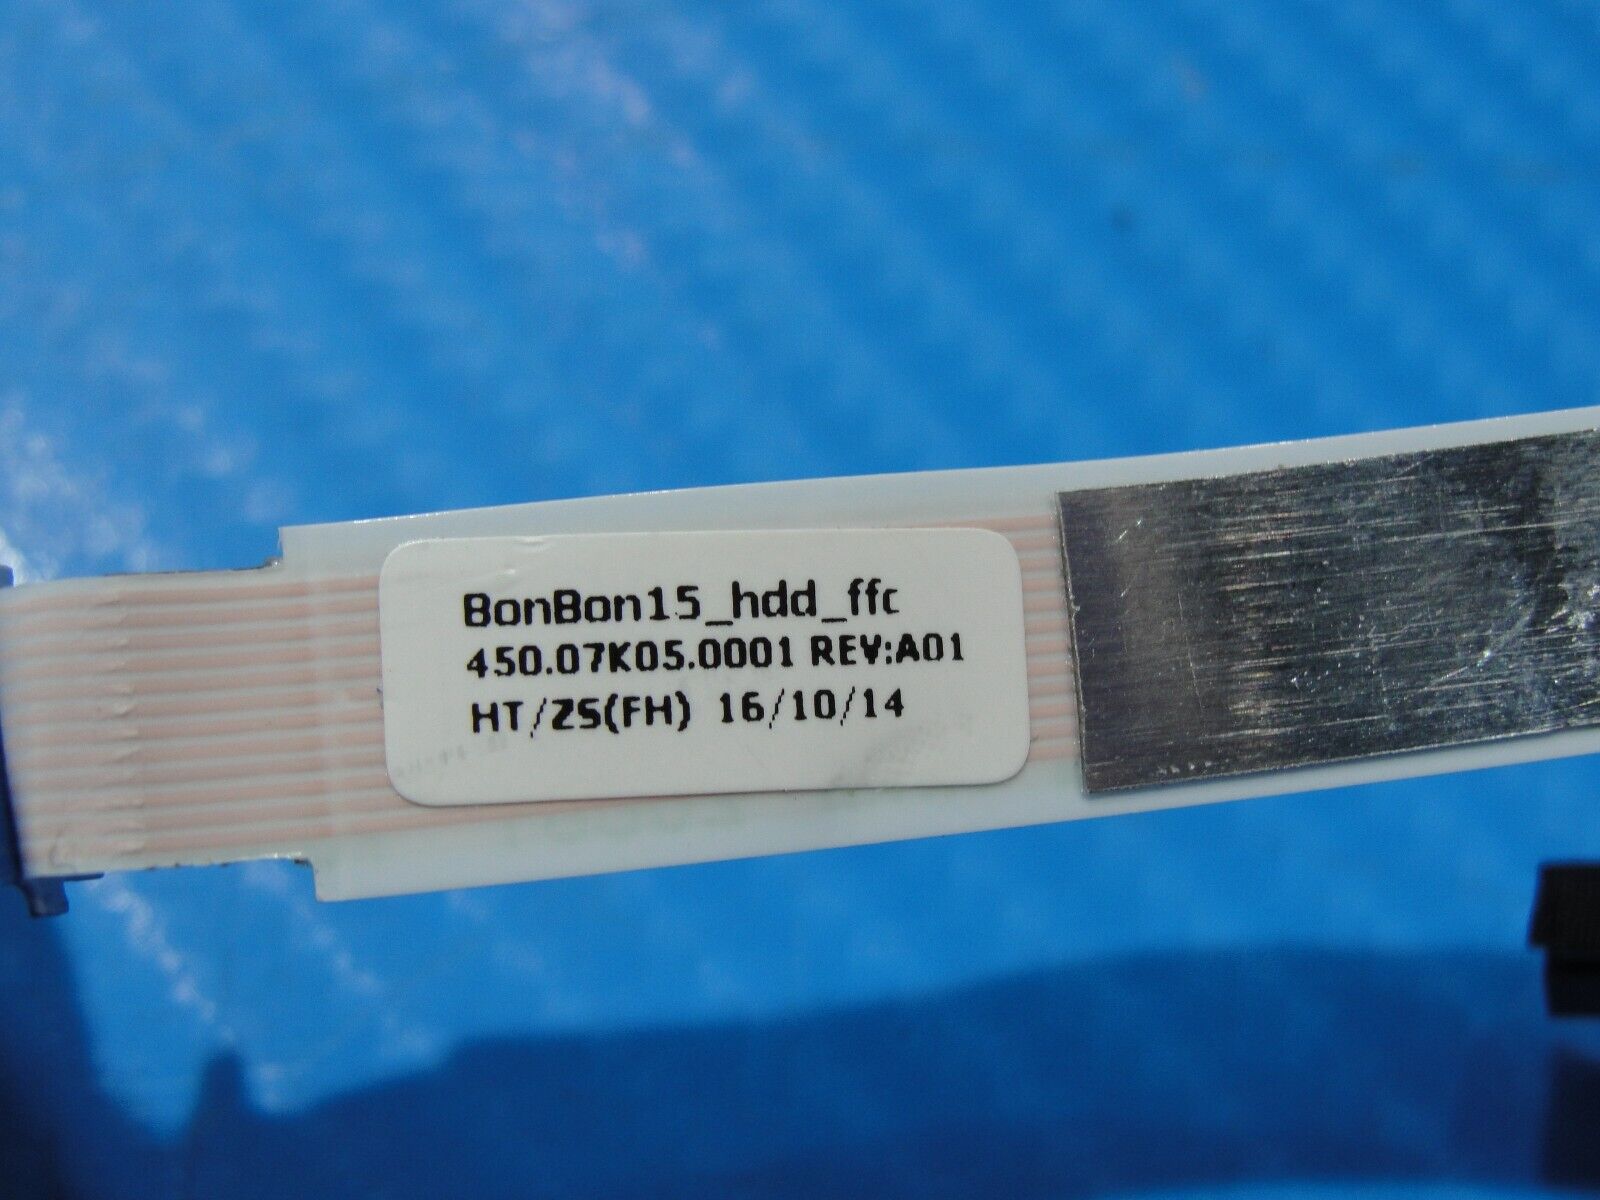 BonBon15_hdd_ffc
450.07K05.0001 REV:A01
HT/ZS(FH) 16/10/14